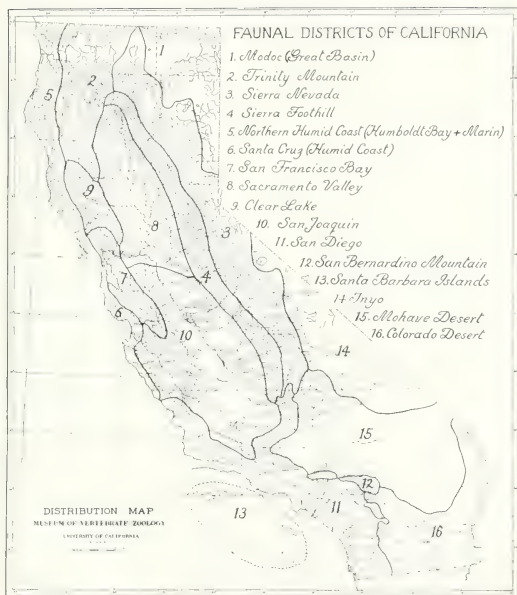 FAUNAL DISTRICTS OF CALIFORNIA
1. Modoc (Great Basin)
2. Trinity Mountain
3. Sierra Nevada
4 Sierra Foothill
5. Northern Humid Coast (Humboldt Bay + Marin)
6. Santa Cruz (Humid Coast)
7. San Francisco Bay
8. Sacramento Valley
9. Clear Lake
10. San Joaquin
11. San Diego
12. San Bernardino Mountain
13. Santa Barbara Islands
14. Inyo
15. Mohave Desert
16. Colorado Desert
1
2
5
9
8
3
7
4
6
10
14
15
12
11
13
16
DISTRIBUTION MAP
MUSEUM OF VERTEBRATE ZOOLOGY
UNIVERSITY OF CALIFORNIA